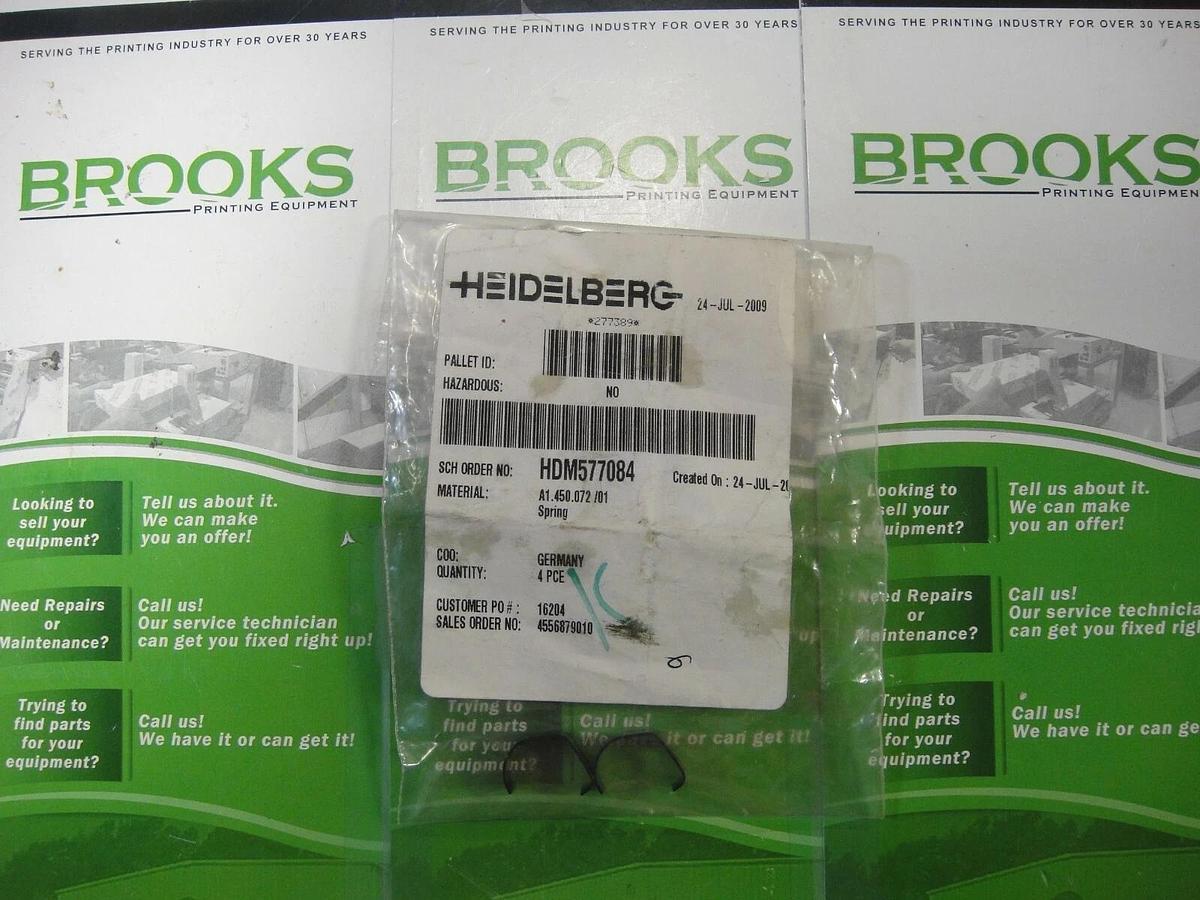 SERVING THE PRINTING INDUSTRY FOR OVER 30 YEARS
BROOKS
PRINTING EQUIPMENT
Looking to
sell your
equipment?
Tell us about it.
We can make
you an offer!
Need Repairs
or
Maintenance?
Call us!
Our service technician
can get you fixed right up!
Trying to
find parts
for your
equipment?
Call us!
We have it or can get it!
SERVING THE PRINTING INDUSTRY FOR OVER 30 YEARS
BROOKS
PRINTING EQUIPMENT
HEIDELBERG
24-JUL-2009
*277389*
PALLET ID:
HAZARDOUS: NO
SCH ORDER NO: HDM577084 Created On : 24-JUL-20
MATERIAL: A1.450.072 /01
Spring
COO: GERMANY
QUANTITY: 4 PCE
CUSTOMER PO # : 16204
SALES ORDER NO: 4556879010
up
Trying to
find parts
for your
equipment?
Call us!
We have it or can get it!
SERVING THE PRINTING INDUSTRY FOR OVER 30 YEARS
BROOKS
PRINTING EQUIPMENT
Looking to
sell your
uipment?
Tell us about it.
We can make
you an offer!
Need Repairs
or
aintenance?
Call us!
Our service technicia
can get you fixed righ
Trying to
find parts
for your
equipment?
Call us!
We have it or can ge